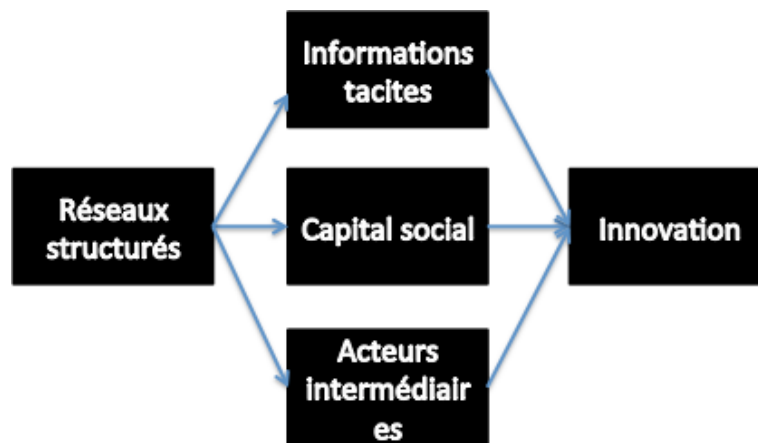 Informations
tacites
Réseaux
structurés
Capital social
Innovation
Acteurs
intermédiair
es